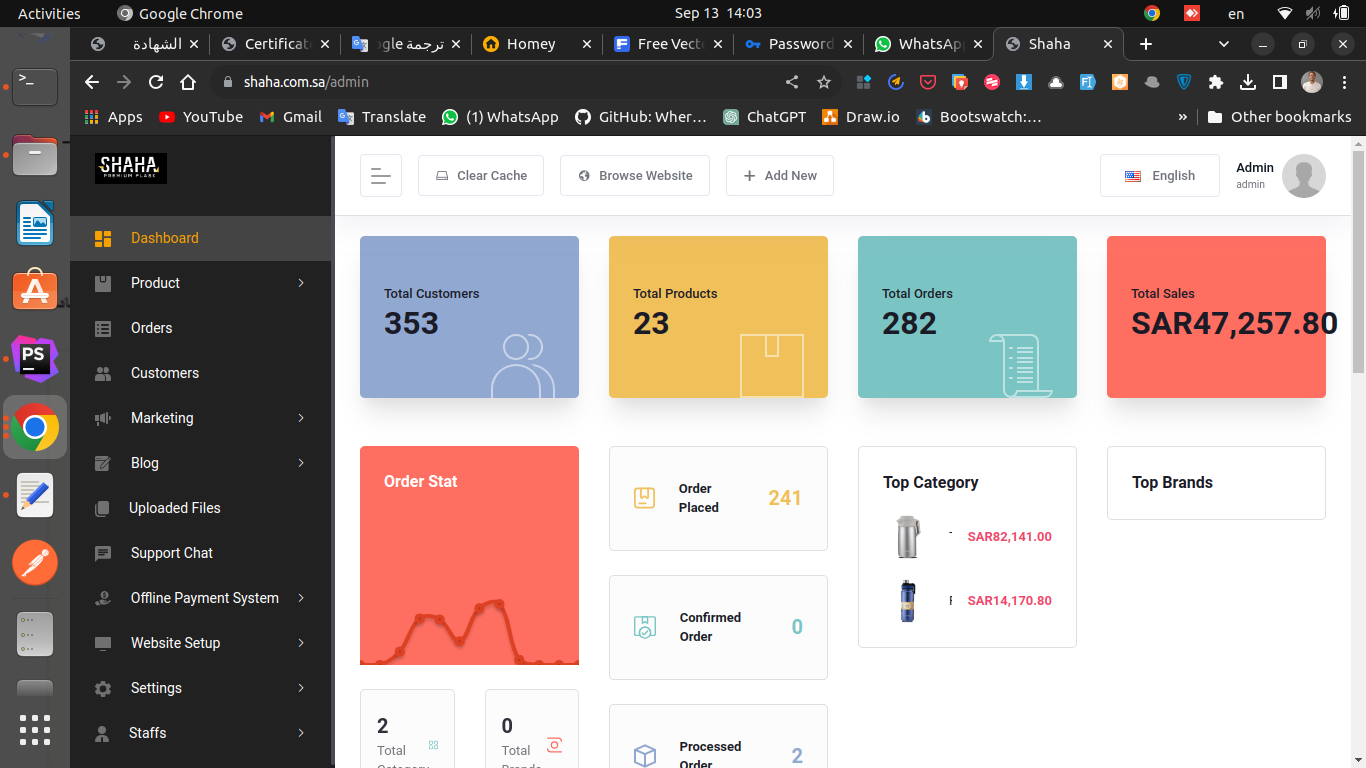 Activities
Google Chrome
Sep 13 14:03
en
الشهادة
Certificat
ترجمة ogle
Homey
Free Vect
Password
WhatsAp
Shaha
shaha.com.sa/admin
Apps
YouTube
Gmail
Translate
(1) WhatsApp
GitHub: Wher…
ChatGPT
Draw.io
Bootswatch:…
»
Other bookmarks
SHAHA
PREMIUM FLASK
Clear Cache
Browse Website
Add New
English
Admin
admin
Dashboard
Product
Orders
Customers
Marketing
Blog
Uploaded Files
Support Chat
Offline Payment System
Website Setup
Settings
Staffs
Total Customers
353
Total Products
23
Total Orders
282
Total Sales
SAR47,257.80
Order Stat
Order
Placed
241
Top Category
SAR82,141.00
SAR14,170.80
Top Brands
Confirmed
Order
0
2
Total
Category
0
Total
Brands
Processed
Order
2
PS